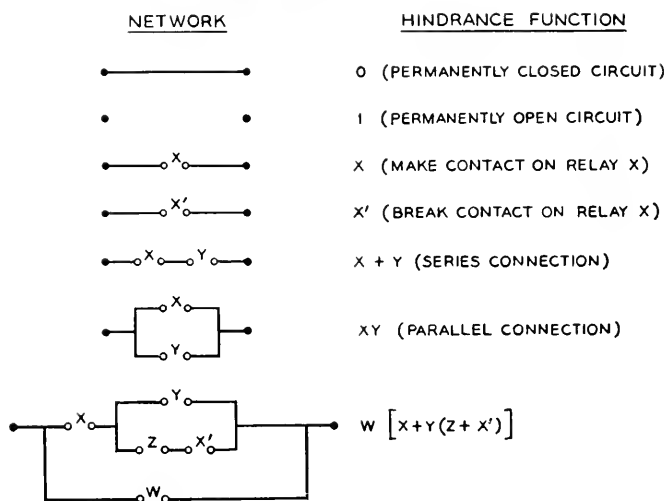 NETWORK HINDRANCE FUNCTION
0 (PERMANENTLY CLOSED CIRCUIT)
1 (PERMANENTLY OPEN CIRCUIT)
X X (MAKE CONTACT ON RELAY X)
X' X' (BREAK CONTACT ON RELAY X)
X Y X + Y (SERIES CONNECTION)
X
XY (PARALLEL CONNECTION)
Y
Y
X W [X+Y(Z+X')]
Z X'
W